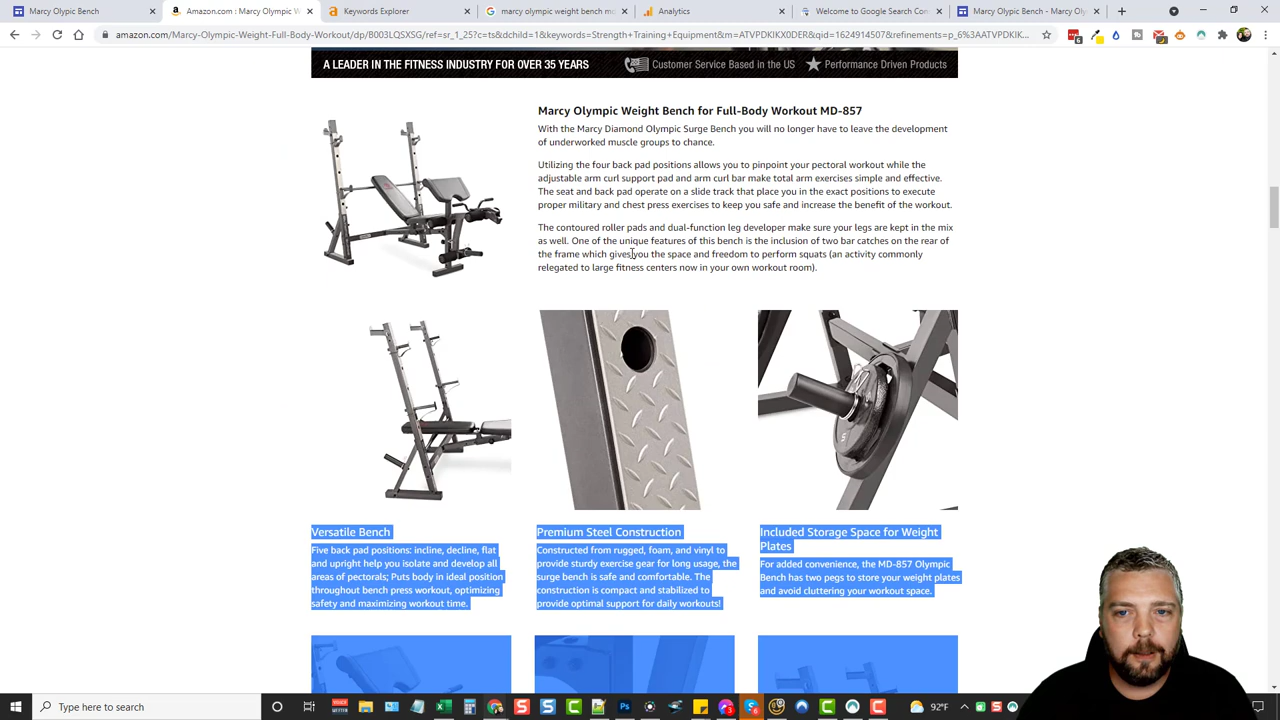 Marcy Olypic Bench
Amazon.com : Marcy Olympic W
Folders Explorer
marcy olympic weight bench mo
Analytics
Welcome to Google Search Con
Marcy Olypic Bench - Marcy Oly
amazon.com/Marcy-Olympic-Weight-Full-Body-Workout/dp/B003LQSXSG/ref=sr_1_25?c=ts&dchild=1&keywords=Strength+Training+Equipment&m=ATVPDKIKX0DER&qid=1624914507&refinements=p_6%3AATVPDKIK...
A LEADER IN THE FITNESS INDUSTRY FOR OVER 35 YEARS Customer Service Based in the US Performance Driven Products
Marcy Olympic Weight Bench for Full-Body Workout MD-857
With the Marcy Diamond Olympic Surge Bench you will no longer have to leave the development
of underworked muscle groups to chance.
Utilizing the four back pad positions allows you to pinpoint your pectoral workout while the
adjustable arm curl support pad and arm curl bar make total arm exercises simple and effective.
The seat and back pad operate on a slide track that place you in the exact positions to execute
proper military and chest press exercises to keep you safe and increase the benefit of the workout.
The contoured roller pads and dual-function leg developer make sure your legs are kept in the mix
as well. One of the unique features of this bench is the inclusion of two bar catches on the rear of
the frame which gives you the space and freedom to perform squats (an activity commonly
relegated to large fitness centers now in your own workout room).
Versatile Bench
Five back pad positions: incline, decline, flat
and upright help you isolate and develop all
areas of pectorals; Puts body in ideal position
throughout bench press workout, optimizing
safety and maximizing workout time.
Premium Steel Construction
Constructed from rugged, foam, and vinyl to
provide sturdy exercise gear for long usage, the
surge bench is safe and comfortable. The
construction is compact and stabilized to
provide optimal support for daily workouts!
Included Storage Space for Weight
Plates
For added convenience, the MD-857 Olympic
Bench has two pegs to store your weight plates
and avoid cluttering your workout space.
Type here to search
92°F